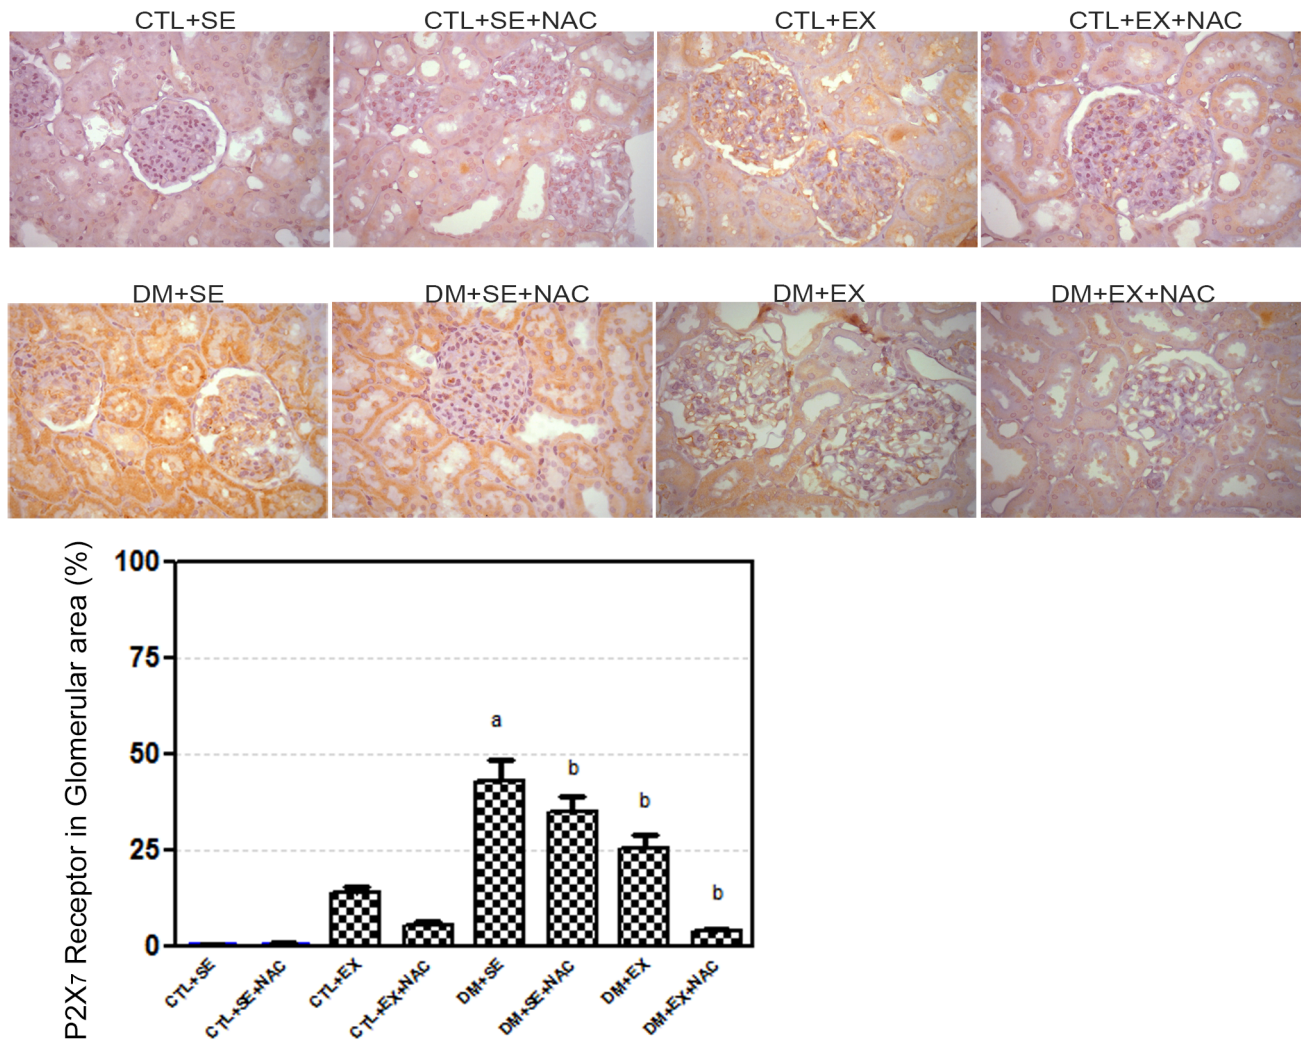 CTL+SE
CTL+SE+NAC
CTL+EX
CTL+EX+NAC
DM+SE
DM+SE+NAC
DM+EX
DM+EX+NAC
P2X7 Receptor in Glomerular area (%)
100
75
50
25
0
a
b
b
b
CTL+SE
CTL+SE+NAC
CTL+EX
CTL+EX+NAC
DM+SE
DM+SE+NAC
DM+EX
DM+EX+NAC